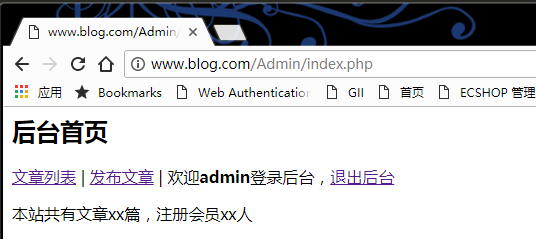 www.blog.com/Admin/
www.blog.com/Admin/index.php
应用 Bookmarks Web Authentication GII 首页 ECSHOP 管理
后台首页
文章列表 | 发布文章 | 欢迎admin登录后台，退出后台
本站共有文章xx篇，注册会员xx人